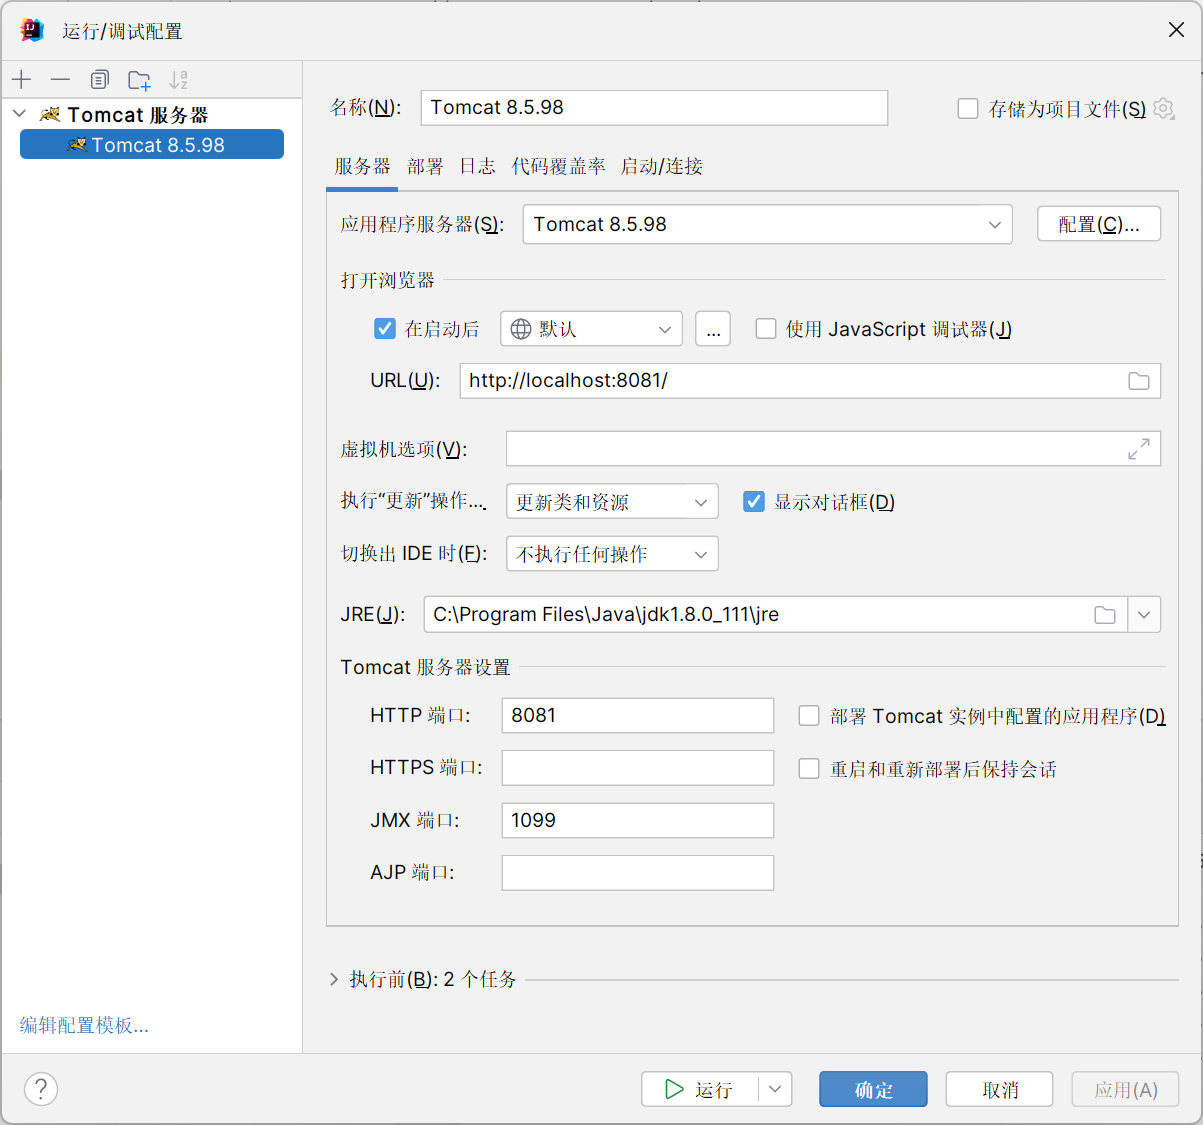 运行/调试配置
Tomcat 服务器
Tomcat 8.5.98
编辑配置模板...
名称(N): Tomcat 8.5.98 存储为项目文件(S)
服务器 部署 日志 代码覆盖率 启动/连接
应用程序服务器(S): Tomcat 8.5.98 配置(C)...
打开浏览器
在启动后 默认 ... 使用 JavaScript 调试器(J)
URL(U): http://localhost:8081/
虚拟机选项(V):
执行“更新”操作... 更新类和资源 显示对话框(D)
切换出 IDE 时(F): 不执行任何操作
JRE(J): C:\Program Files\Java\jdk1.8.0_111\jre
Tomcat 服务器设置
HTTP 端口: 8081 部署 Tomcat 实例中配置的应用程序(D)
HTTPS 端口: 重启和重新部署后保持会话
JMX 端口: 1099
AJP 端口:
执行前(B): 2 个任务
? 运行 确定 取消 应用(A)